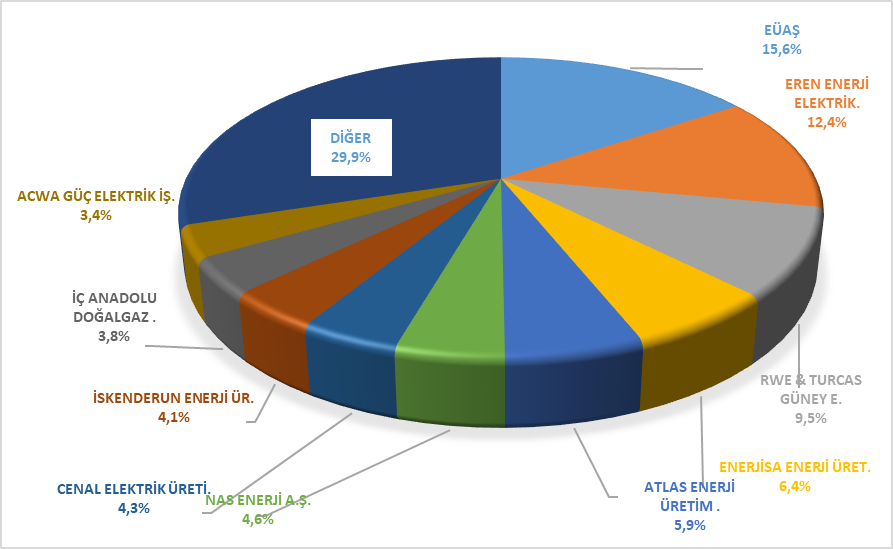 EÜAŞ
15,6%
EREN ENERJİ
ELEKTRİK.
12,4%
DİĞER
29,9%
ACWA GÜÇ ELEKTRİK İŞ.
3,4%
İÇ ANADOLU
DOĞALGAZ .
3,8%
RWE & TURCAS
GÜNEY E.
9,5%
İSKENDERUN ENERJİ ÜR.
4,1%
ENERJİSA ENERJİ ÜRET.
6,4%
CENAL ELEKTRİK ÜRETİ.
4,3%
NAS ENERJİ A.Ş.
4,6%
ATLAS ENERJİ
ÜRETİM .
5,9%